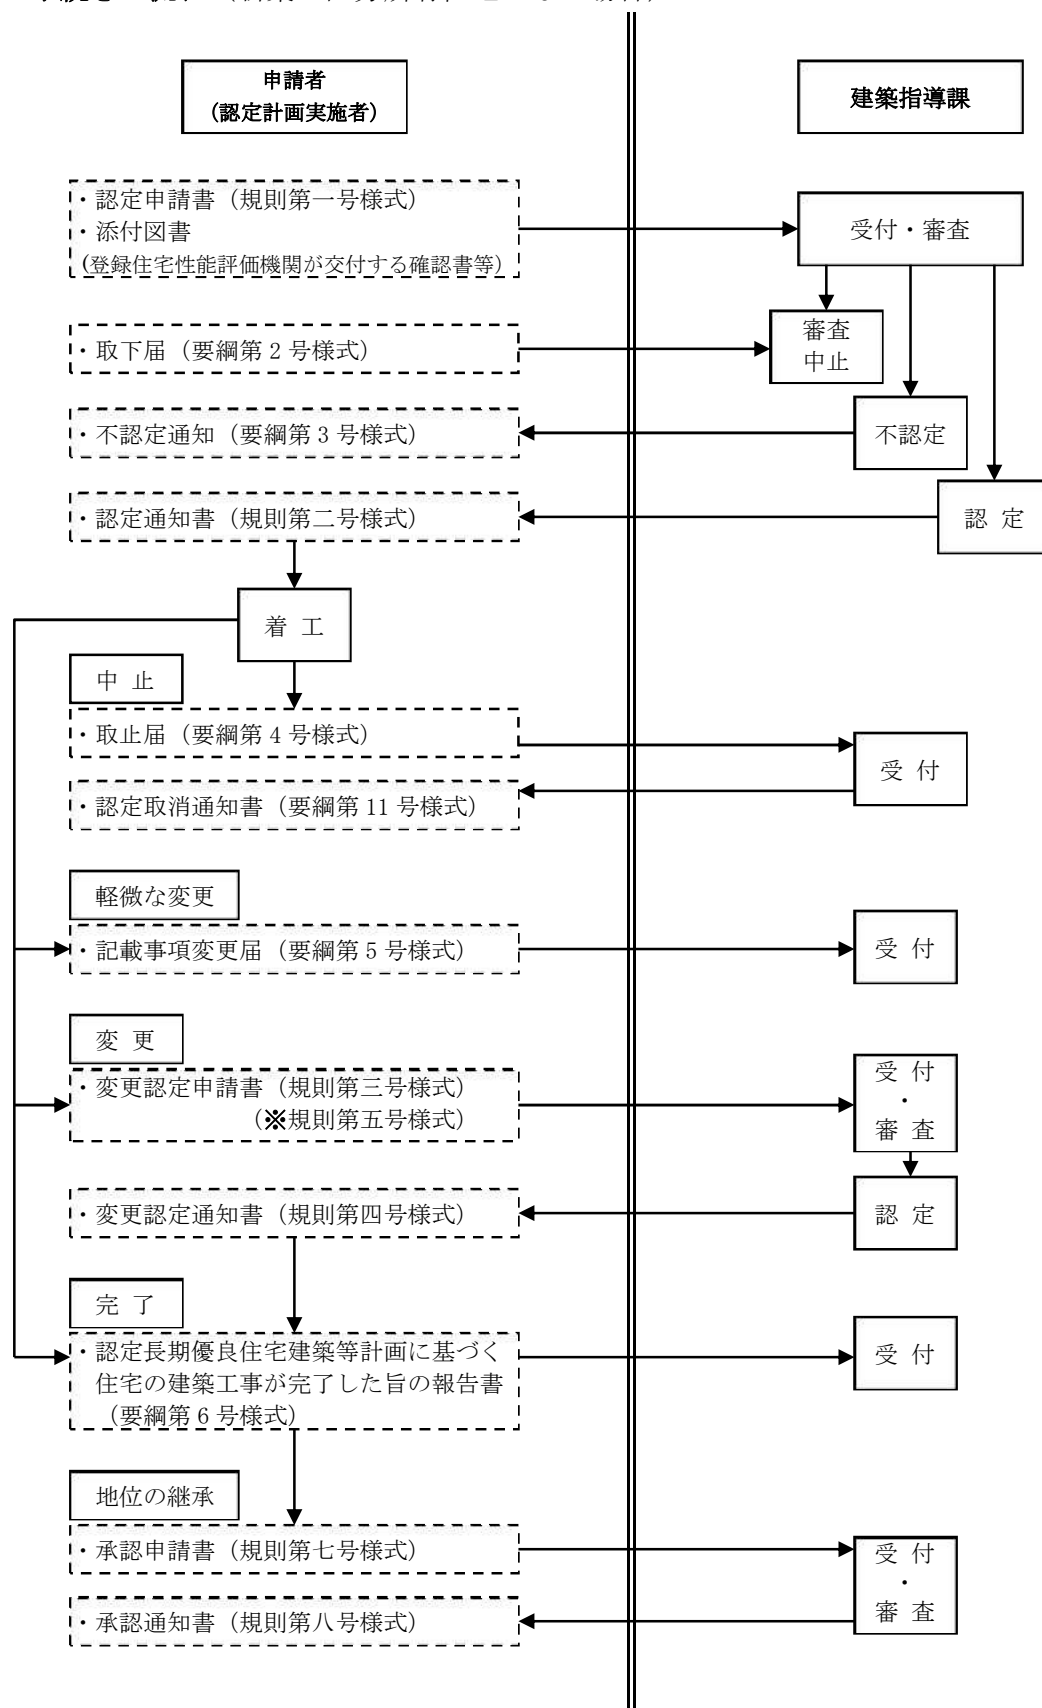 申請者
(認定計画実施者)
建築指導課
・認定申請書（規則第一号様式）
・添付図書
(登録住宅性能評価機関が交付する確認書等)
受付・審査
・取下届（要綱第２号様式）
審査
中止
・不認定通知（要綱第３号様式）
不認定
・認定通知書（規則第二号様式）
認 定
着 工
中 止
・取止届（要綱第４号様式）
受 付
・認定取消通知書（要綱第 11 号様式）
軽微な変更
・記載事項変更届（要綱第５号様式）
受 付
変 更
・変更認定申請書（規則第三号様式）
（※規則第五号様式）
受 付
・
審 査
・変更認定通知書（規則第四号様式）
認 定
完 了
・認定長期優良住宅建築等計画に基づく
住宅の建築工事が完了した旨の報告書
（要綱第６号様式）
受 付
地位の継承
・承認申請書（規則第七号様式）
受 付
・
審 査
・承認通知書（規則第八号様式）